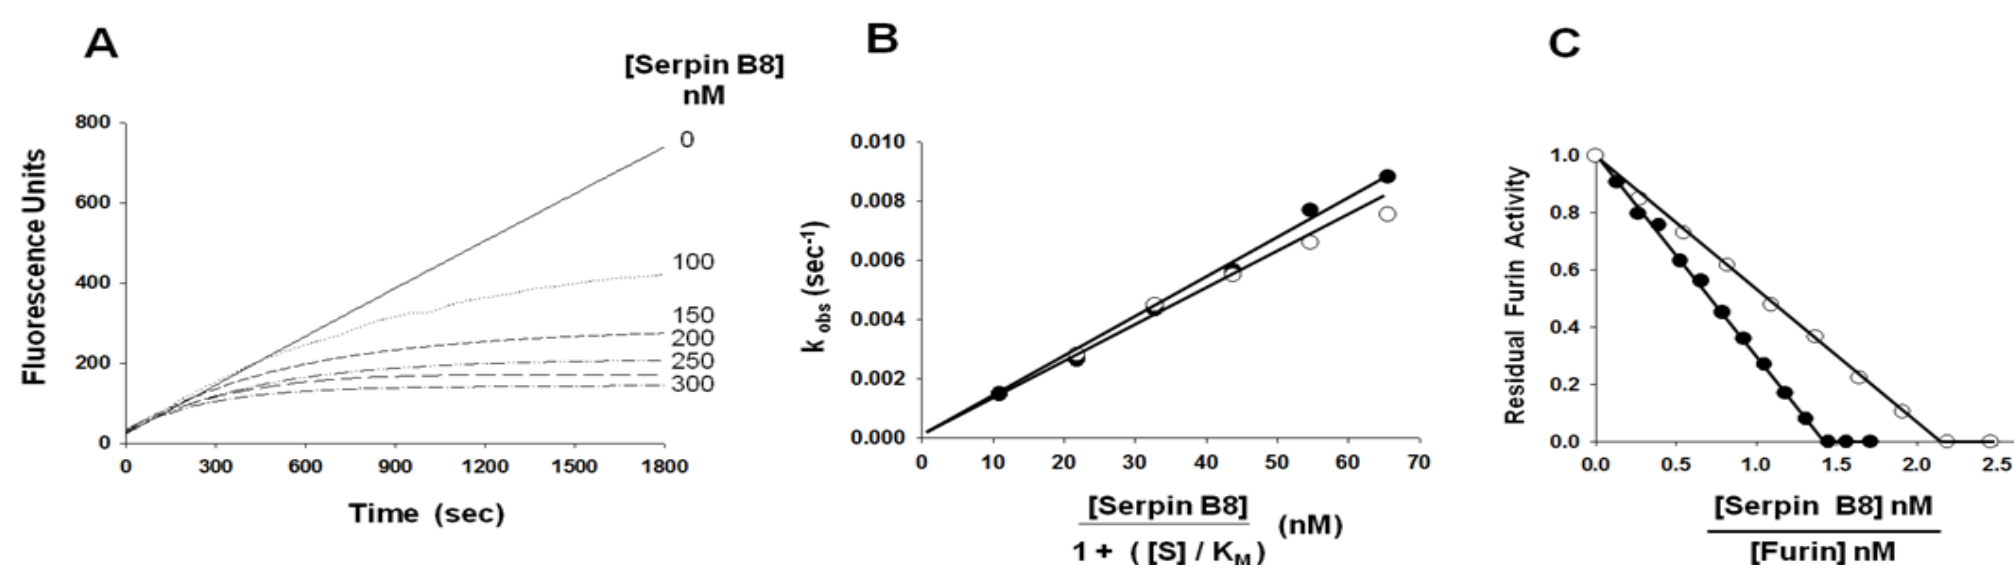 A
[Serpin B8]
nM
Fluorescence Units
800
600
400
200
0
0
100
150
200
250
300
0 300 600 900 1200 1500 1800
Time (sec)
B
k obs (sec-1)
0.010
0.008
0.006
0.004
0.002
0.000
0 10 20 30 40 50 60 70
[Serpin B8]
1 + ( [S] / KM )
(nM)
C
Residual Furin Activity
1.0
0.8
0.6
0.4
0.2
0.0
0.0 0.5 1.0 1.5 2.0 2.5
[Serpin B8] nM
[Furin] nM